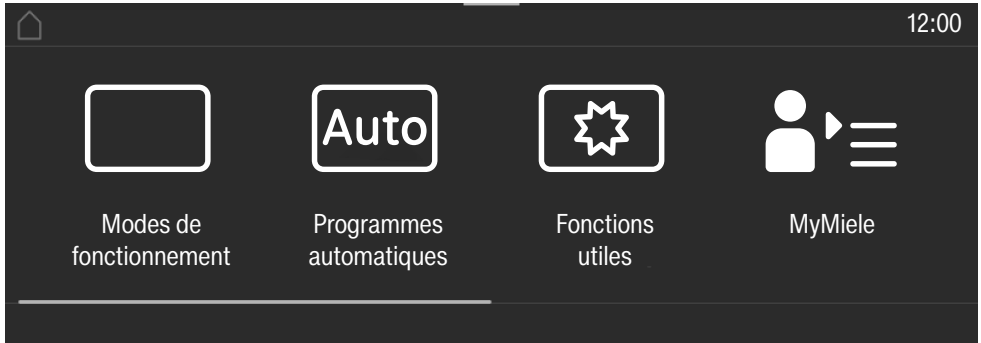 12:00
Auto
Modes de
fonctionnement
Programmes
automatiques
Fonctions
utiles
MyMiele